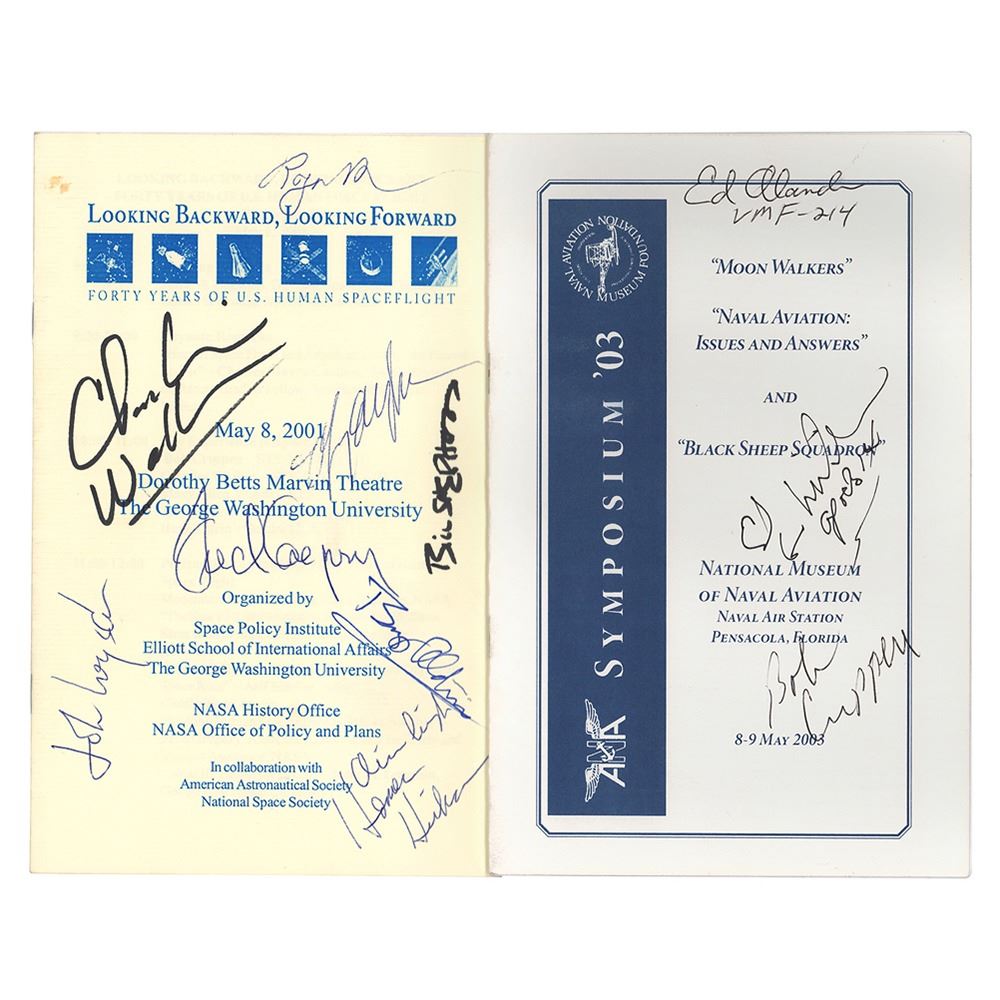 LOOKING BACKWARD, LOOKING FORWARD
FORTY YEARS OF U.S. HUMAN SPACEFLIGHT
May 8, 2001
Dorothy Betts Marvin Theatre
The George Washington University
BILL SHEPHERD
Organized by
Space Policy Institute
Elliott School of International Affairs
The George Washington University
NASA History Office
NASA Office of Policy and Plans
In collaboration with
American Astronautical Society
National Space Society
Homer Hickam
Ed
VMF-214
NAVAL AVIATION MUSEUM FOUNDATION
SYMPOSIUM '03
ANA
"MOON WALKERS"
"NAVAL AVIATION:
ISSUES AND ANSWERS"
AND
"BLACK SHEEP SQUADRON"
NATIONAL MUSEUM
OF NAVAL AVIATION
NAVAL AIR STATION
PENSACOLA, FLORIDA
Bob Crippen
8-9 MAY 2003